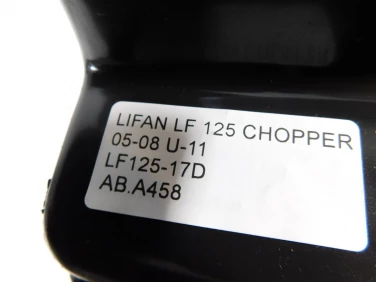 LIFAN LF 125 CHOPPER
05-08 U-11
LF125-17D
AB.A458